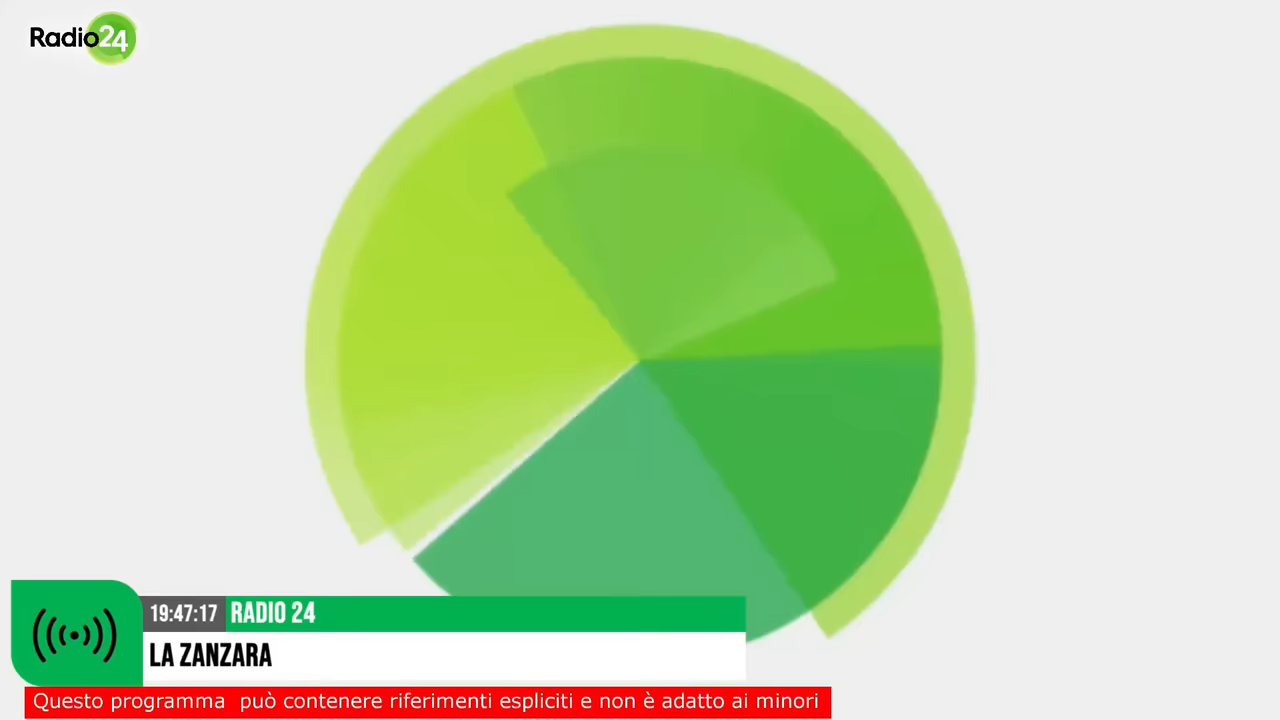 Radio24
19:47:17 RADIO 24
LA ZANZARA
Questo programma  può contenere riferimenti espliciti e non è adatto ai minori